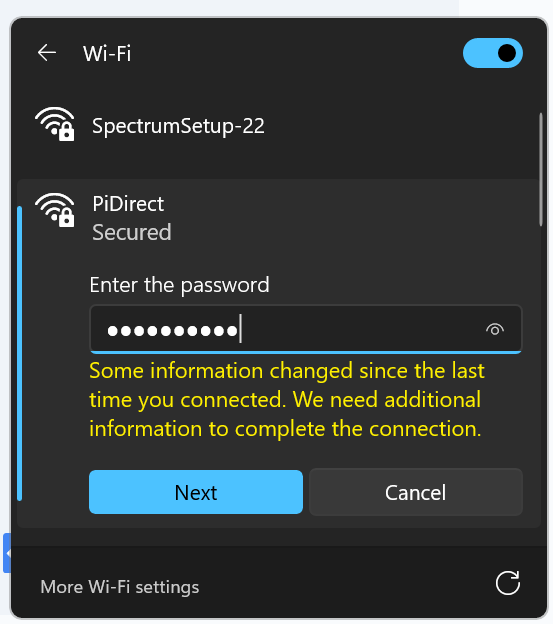 Wi-Fi
SpectrumSetup-22
PiDirect
Secured
Enter the password
●●●●●●●●●●
Some information changed since the last
time you connected. We need additional
information to complete the connection.
Next
Cancel
More Wi-Fi settings